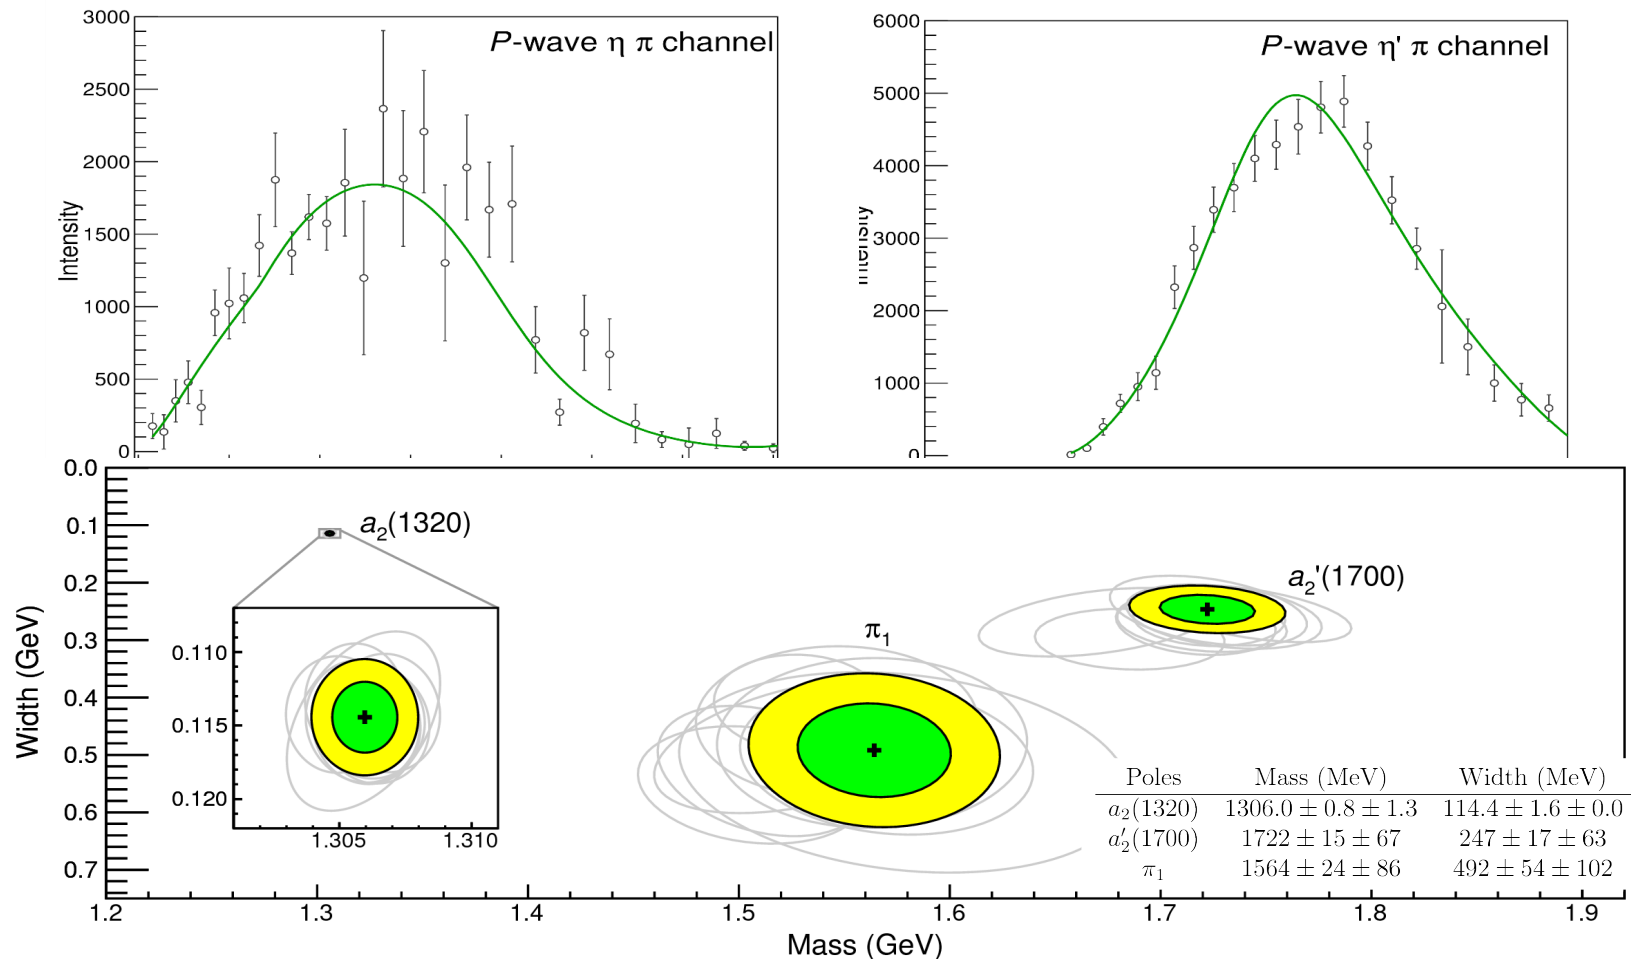 P-wave η π channel
3000
2500
2000
1500
1000
500
0
Intensity
P-wave η' π channel
6000
5000
4000
3000
2000
1000
0
Intensity
0.0
0.1
0.2
0.3
0.4
0.5
0.6
0.7
Width (GeV)
a2(1320)
0.110
0.115
0.120
1.305 1.310
π1
a2'(1700)
Poles Mass (MeV) Width (MeV)
a2(1320) 1306.0 ± 0.8 ± 1.3 114.4 ± 1.6 ± 0.0
a2′(1700) 1722 ± 15 ± 67 247 ± 17 ± 63
π1 1564 ± 24 ± 86 492 ± 54 ± 102
1.2 1.3 1.4 1.5 1.6 1.7 1.8 1.9
Mass (GeV)